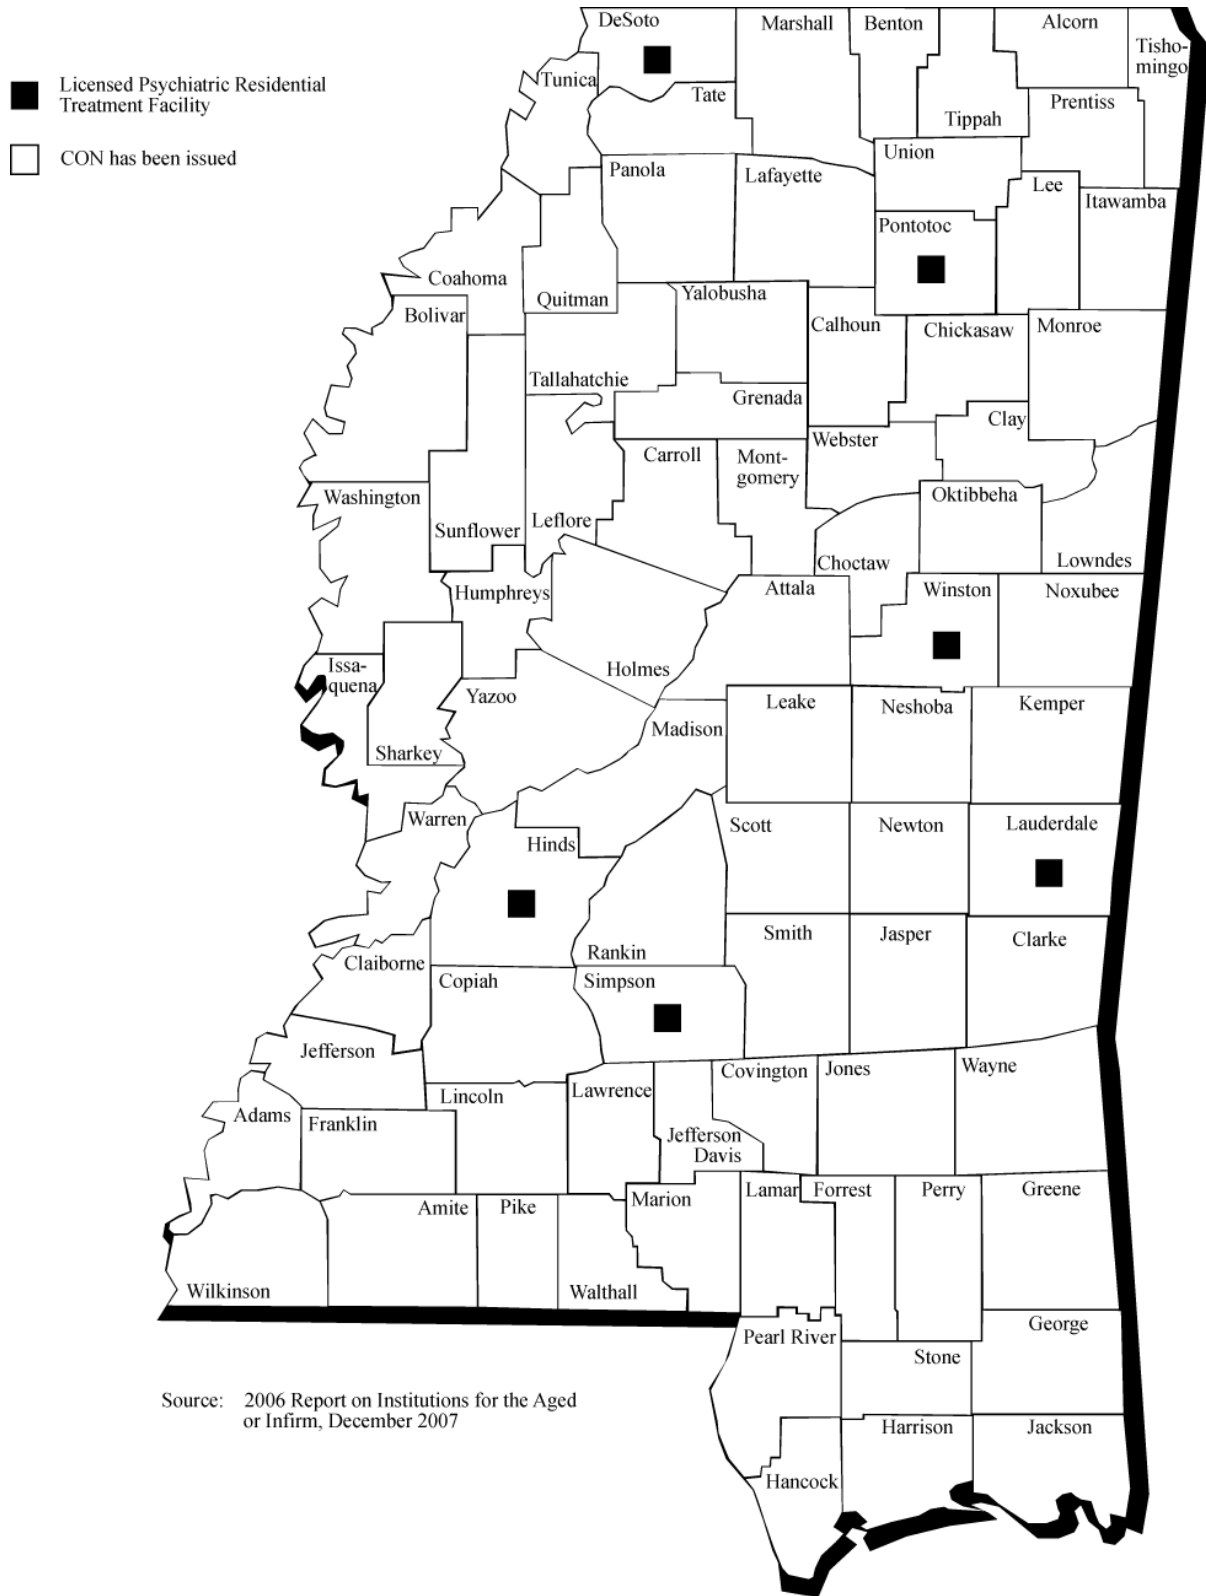 Licensed Psychiatric Residential
Treatment Facility
CON has been issued
DeSoto
Marshall
Benton
Alcorn
Tisho-
mingo
Tunica
Tate
Tippah
Prentiss
Panola
Lafayette
Union
Lee
Itawamba
Pontotoc
Coahoma
Quitman
Yalobusha
Bolivar
Calhoun
Chickasaw
Monroe
Tallahatchie
Grenada
Clay
Webster
Carroll
Mont-
gomery
Washington
Oktibbeha
Sunflower
Leflore
Choctaw
Lowndes
Humphreys
Attala
Winston
Noxubee
Issa-
quena
Holmes
Yazoo
Leake
Neshoba
Kemper
Madison
Sharkey
Warren
Scott
Newton
Lauderdale
Hinds
Rankin
Smith
Jasper
Clarke
Claiborne
Copiah
Simpson
Jefferson
Covington
Jones
Wayne
Lincoln
Lawrence
Adams
Franklin
Jefferson
Davis
Marion
Lamar
Forrest
Perry
Greene
Amite
Pike
Wilkinson
Walthall
George
Pearl River
Stone
Source: 2006 Report on Institutions for the Aged
or Infirm, December 2007
Harrison
Jackson
Hancock